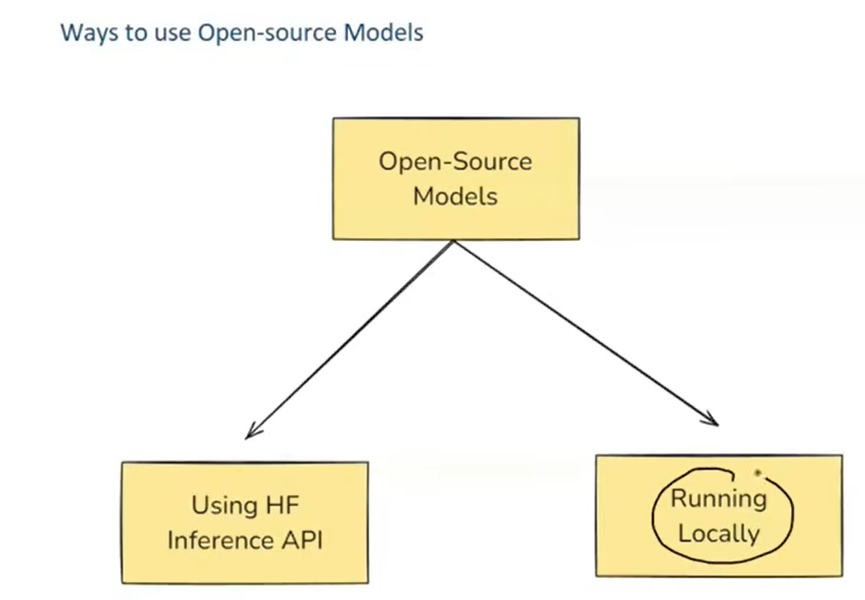 Ways to use Open-source Models
Open-Source
Models
Using HF
Inference API
Running
Locally